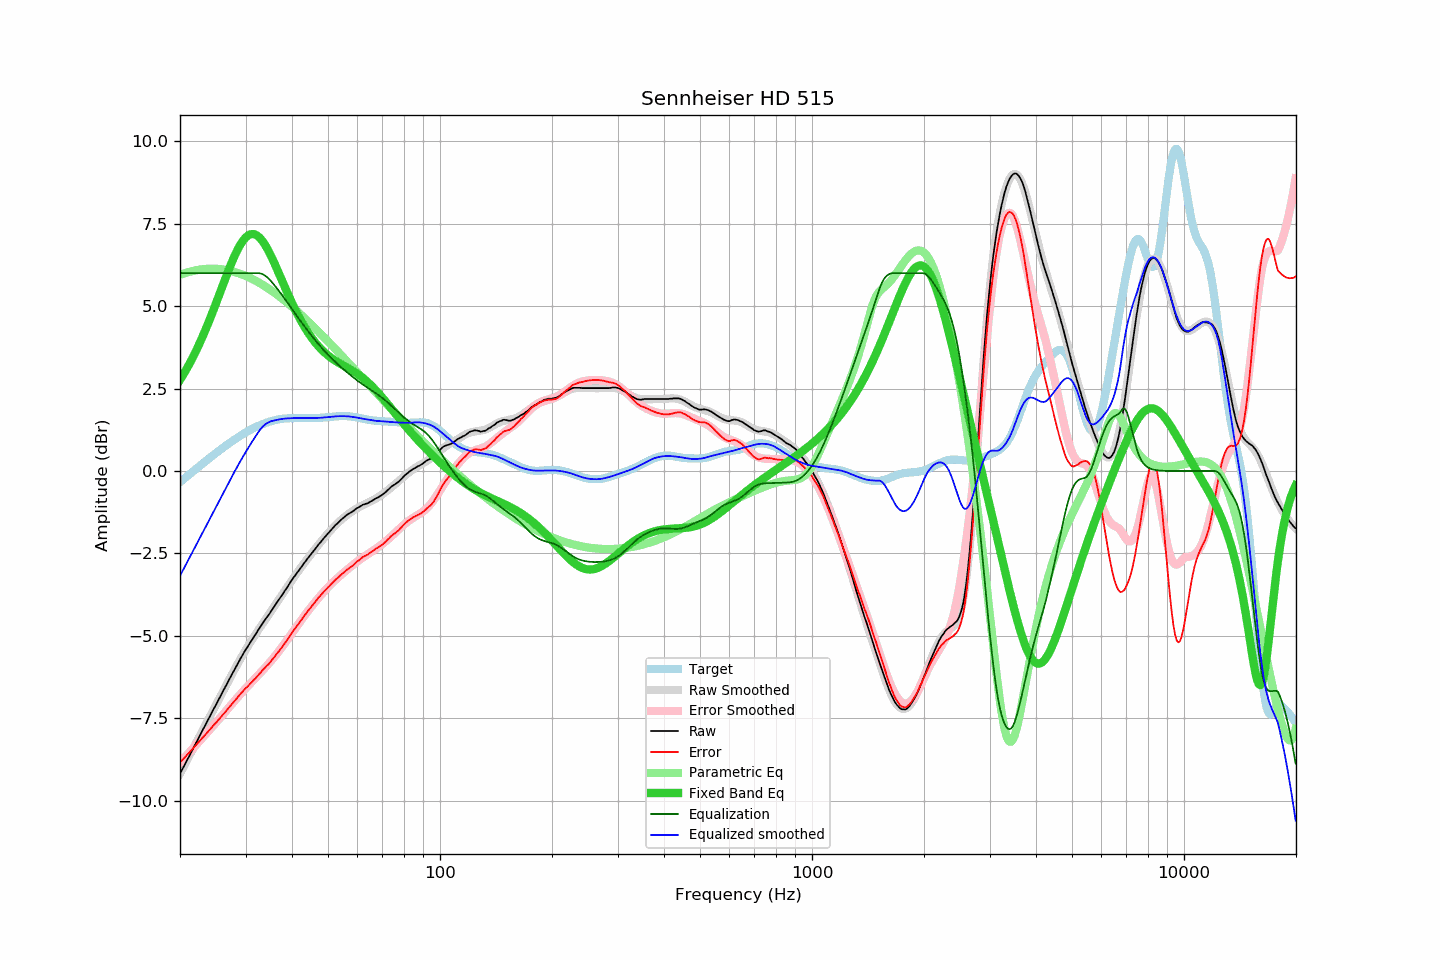 Sennheiser HD 515
Amplitude (dBr)
10.0
7.5
5.0
2.5
0.0
−2.5
−5.0
−7.5
−10.0
Target
Raw Smoothed
Error Smoothed
Raw
Error
Parametric Eq
Fixed Band Eq
Equalization
Equalized smoothed
100
1000
10000
Frequency (Hz)